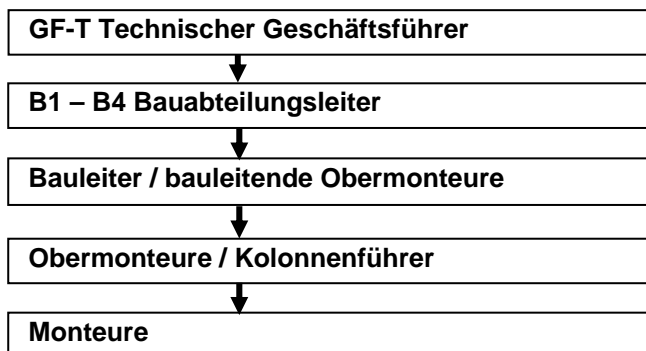 GF-T Technischer Geschäftsführer
B1 – B4 Bauabteilungsleiter
Bauleiter / bauleitende Obermonteure
Obermonteure / Kolonnenführer
Monteure